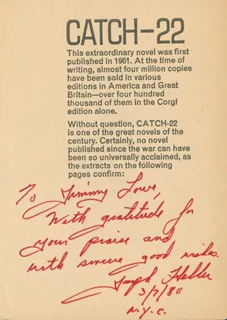 CATCH-22
This extraordinary novel was first
published in 1961. At the time of
writing, almost four million copies
have been sold in various
editions in America and Great
Britain—over four hundred
thousand of them in the Corgi
edition alone.
Without question, CATCH-22
is one of the great novels of the
century. Certainly, no novel
published since the war can have
been so universally acclaimed, as
the extracts on the following
pages confirm:
To Jimmy Lowe,
With gratitude for
your praise and
with sincere good wishes.
Joseph Heller
3/7/80
N.Y.C.